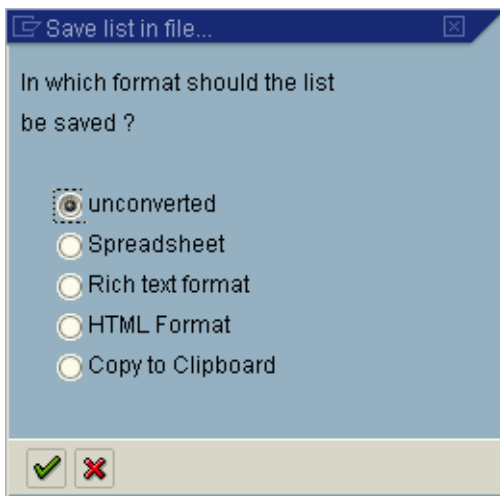 Save list in file...
In which format should the list
be saved ?
unconverted
Spreadsheet
Rich text format
HTML Format
Copy to Clipboard